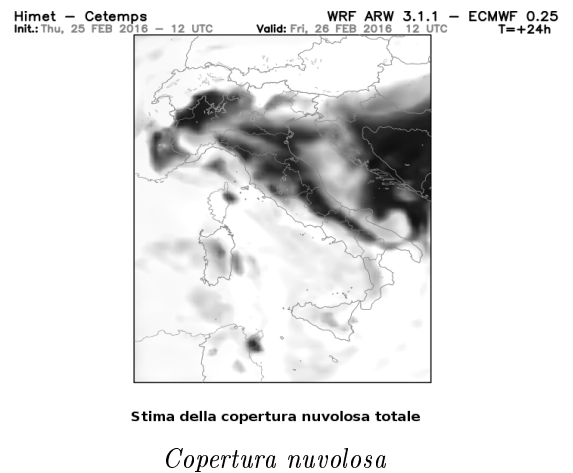 Himet – Cetemps WRF ARW 3.1.1 – ECMWF 0.25
Init.: Thu, 25 FEB 2016 – 12 UTC Valid: Fri, 26 FEB 2016 12 UTC T=+24h
Stima della copertura nuvolosa totale
Copertura nuvolosa